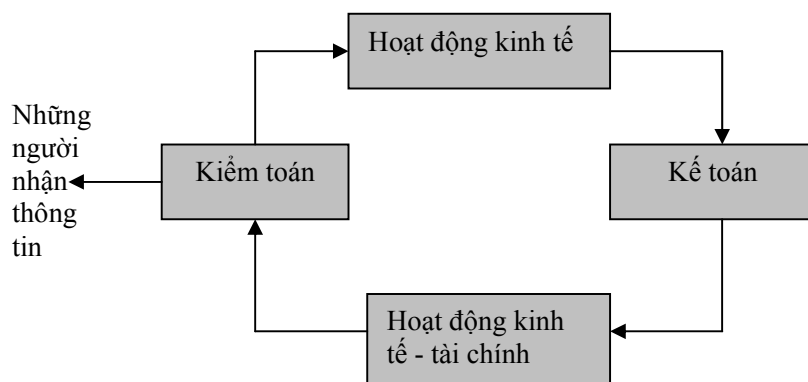 Hoạt động kinh tế
Những
người
nhận
thông
tin
Kiểm toán
Kế toán
Hoạt động kinh
tế - tài chính